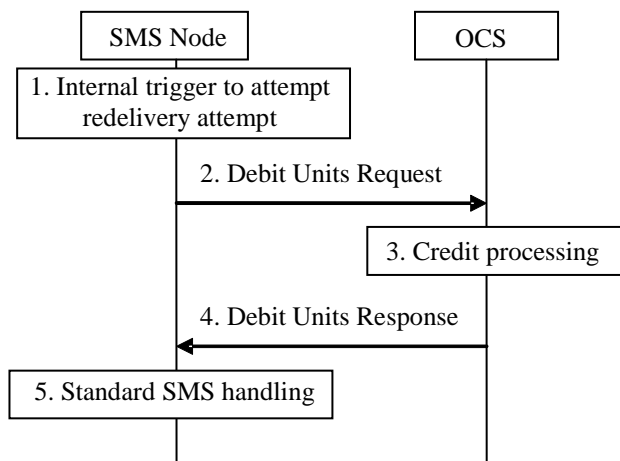 SMS Node
OCS
1. Internal trigger to attempt
redelivery attempt
2. Debit Units Request
3. Credit processing
4. Debit Units Response
5. Standard SMS handling